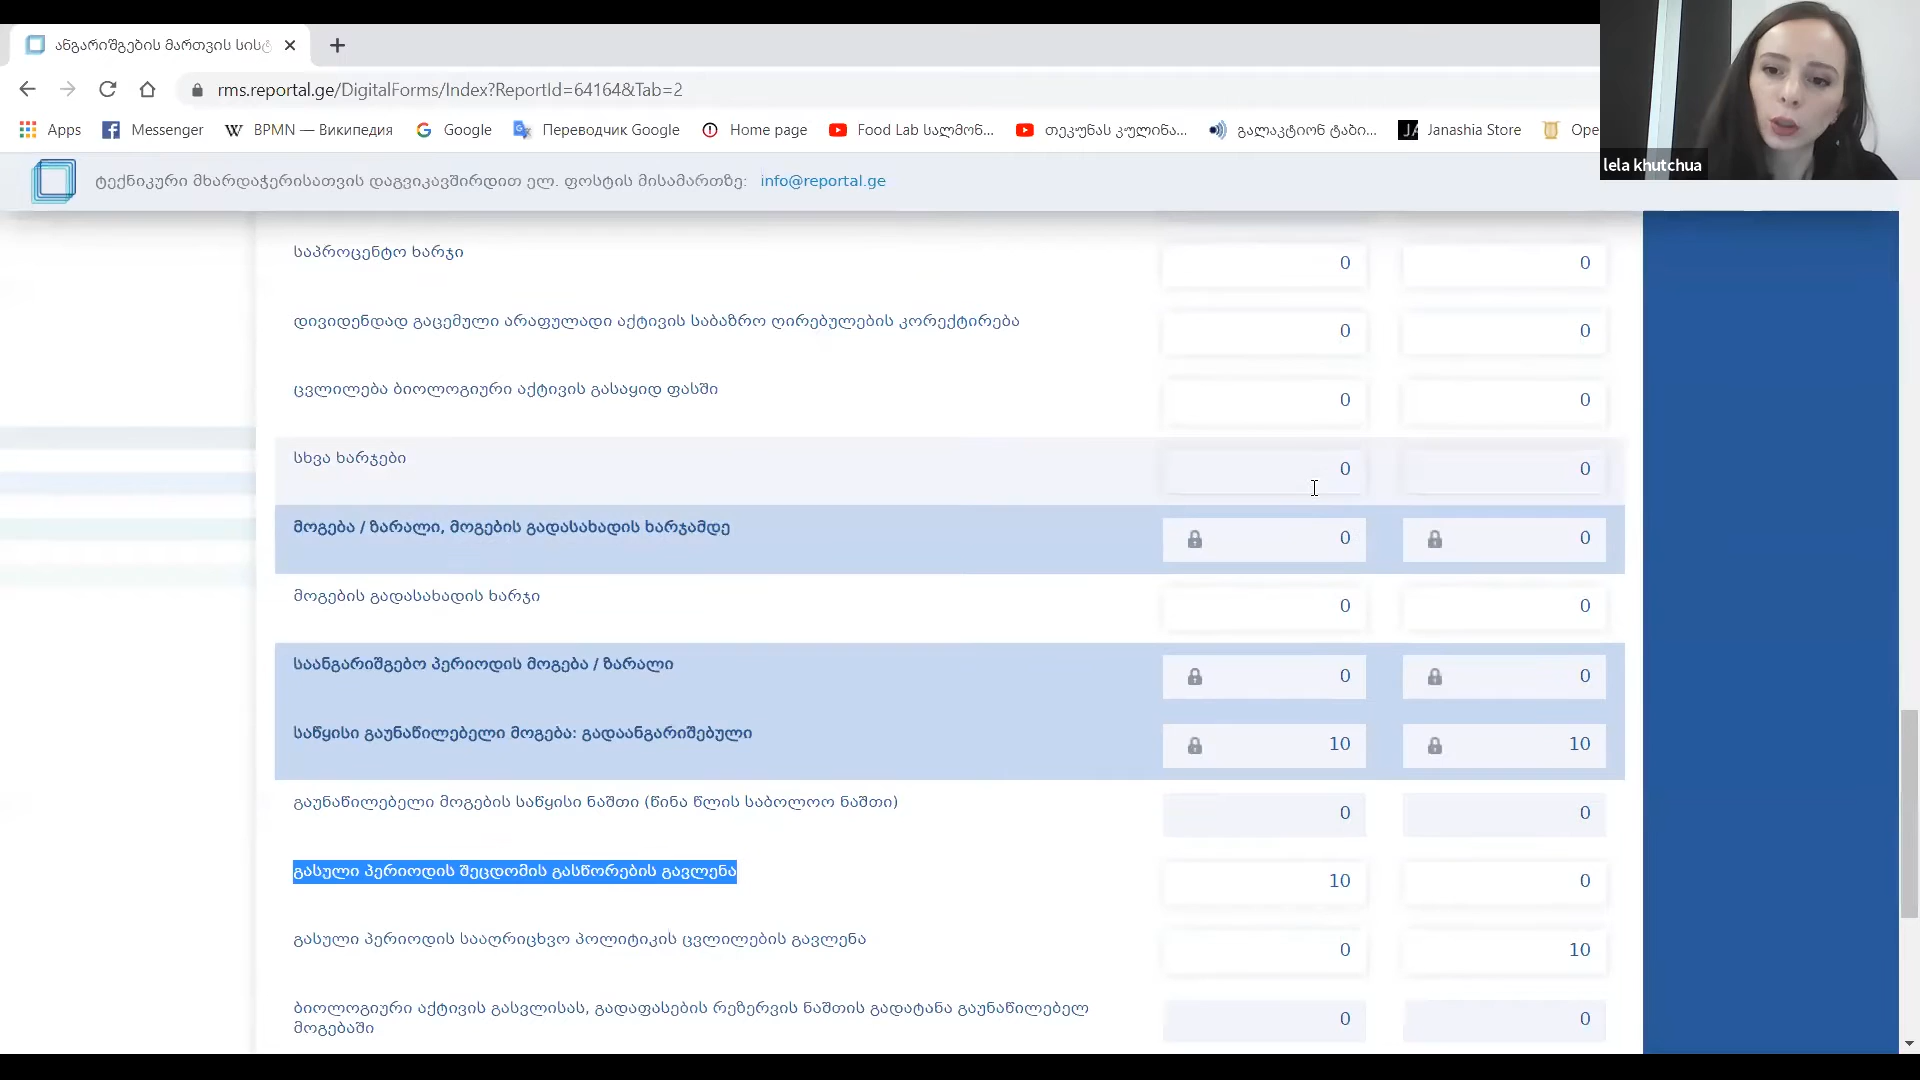 ანგარიშგების მართვის სისტ
rms.reportal.ge/DigitalForms/Index?ReportId=64164&Tab=2
Apps Messenger BPMN — Википедия Google Переводчик Google Home page Food Lab სალმონ... თეკუნას კულინა... გალაკტიონ ტაბი... JA Janashia Store Ope
lela khutchua
ტექნიკური მხარდაჭერისათვის დაგვიკავშირდით ელ. ფოსტის მისამართზე: info@reportal.ge
საპროცენტო ხარჯი 0 0
დივიდენდად გაცემული არაფულადი აქტივის საბაზრო ღირებულების კორექტირება 0 0
ცვლილება ბიოლოგიური აქტივის გასაყიდ ფასში 0 0
სხვა ხარჯები 0 0
მოგება / ზარალი, მოგების გადასახადის ხარჯამდე 0 0
მოგების გადასახადის ხარჯი 0 0
საანგარიშგებო პერიოდის მოგება / ზარალი 0 0
საწყისი გაუნაწილებელი მოგება: გადაანგარიშებული 10 10
გაუნაწილებელი მოგების საწყისი ნაშთი (წინა წლის საბოლოო ნაშთი) 0 0
გასული პერიოდის შეცდომის გასწორების გავლენა 10 0
გასული პერიოდის სააღრიცხვო პოლიტიკის ცვლილების გავლენა 0 10
ბიოლოგიური აქტივის გასვლისას, გადაფასების რეზერვის ნაშთის გადატანა გაუნაწილებელ 0 0
მოგებაში